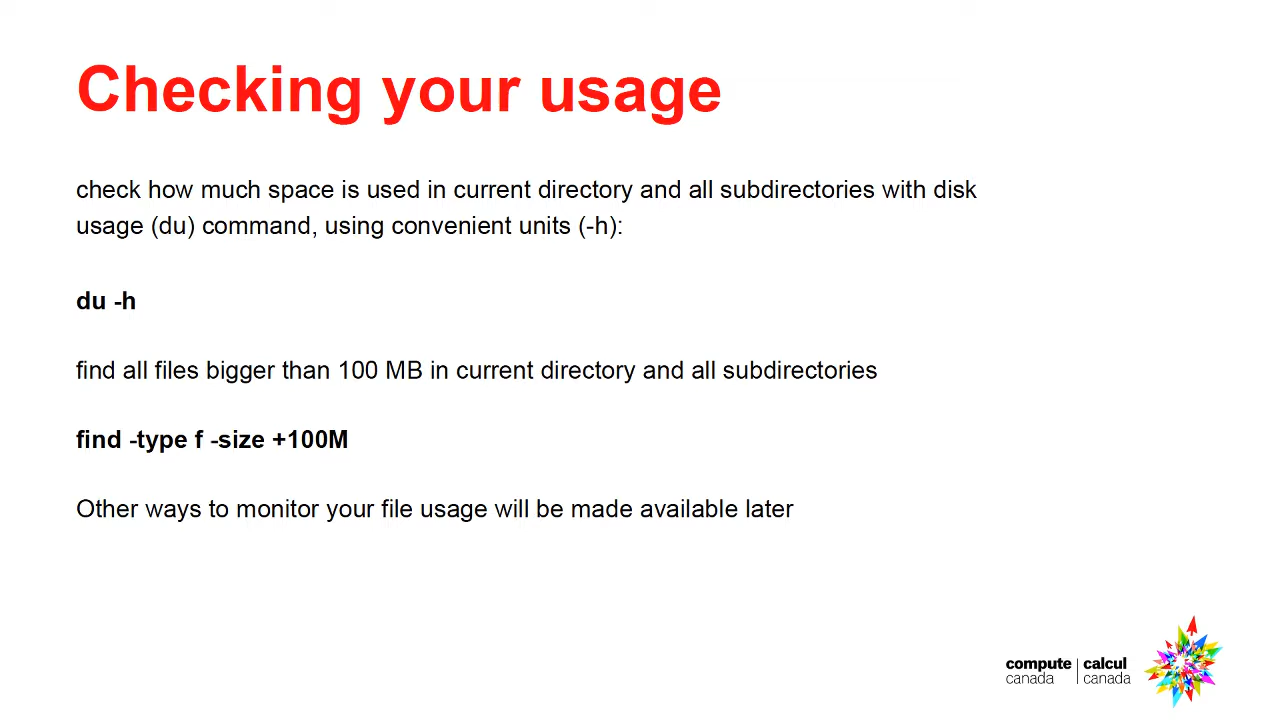 Checking your usage
check how much space is used in current directory and all subdirectories with disk
usage (du) command, using convenient units (-h):
du -h
find all files bigger than 100 MB in current directory and all subdirectories
find -type f -size +100M
Other ways to monitor your file usage will be made available later
compute | calcul
canada | canada